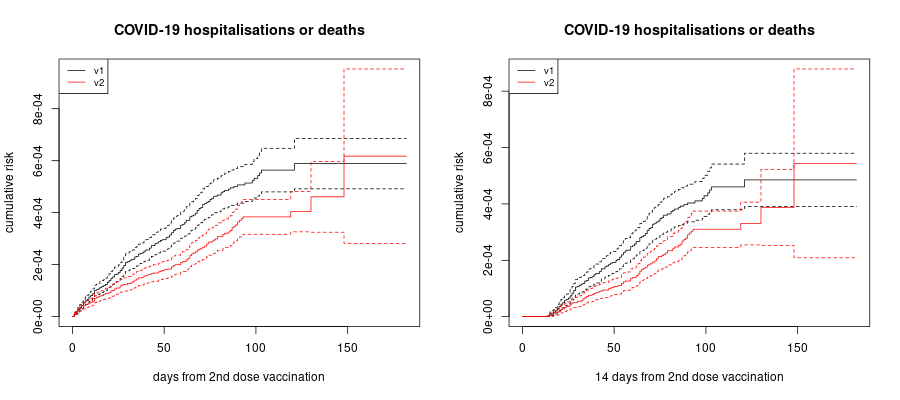 COVID-19 hospitalisations or deaths
v1
v2
cumulative risk
0e+00 2e-04 4e-04 6e-04 8e-04
0 50 100 150
days from 2nd dose vaccination
COVID-19 hospitalisations or deaths
v1
v2
cumulative risk
0e+00 2e-04 4e-04 6e-04 8e-04
0 50 100 150
14 days from 2nd dose vaccination